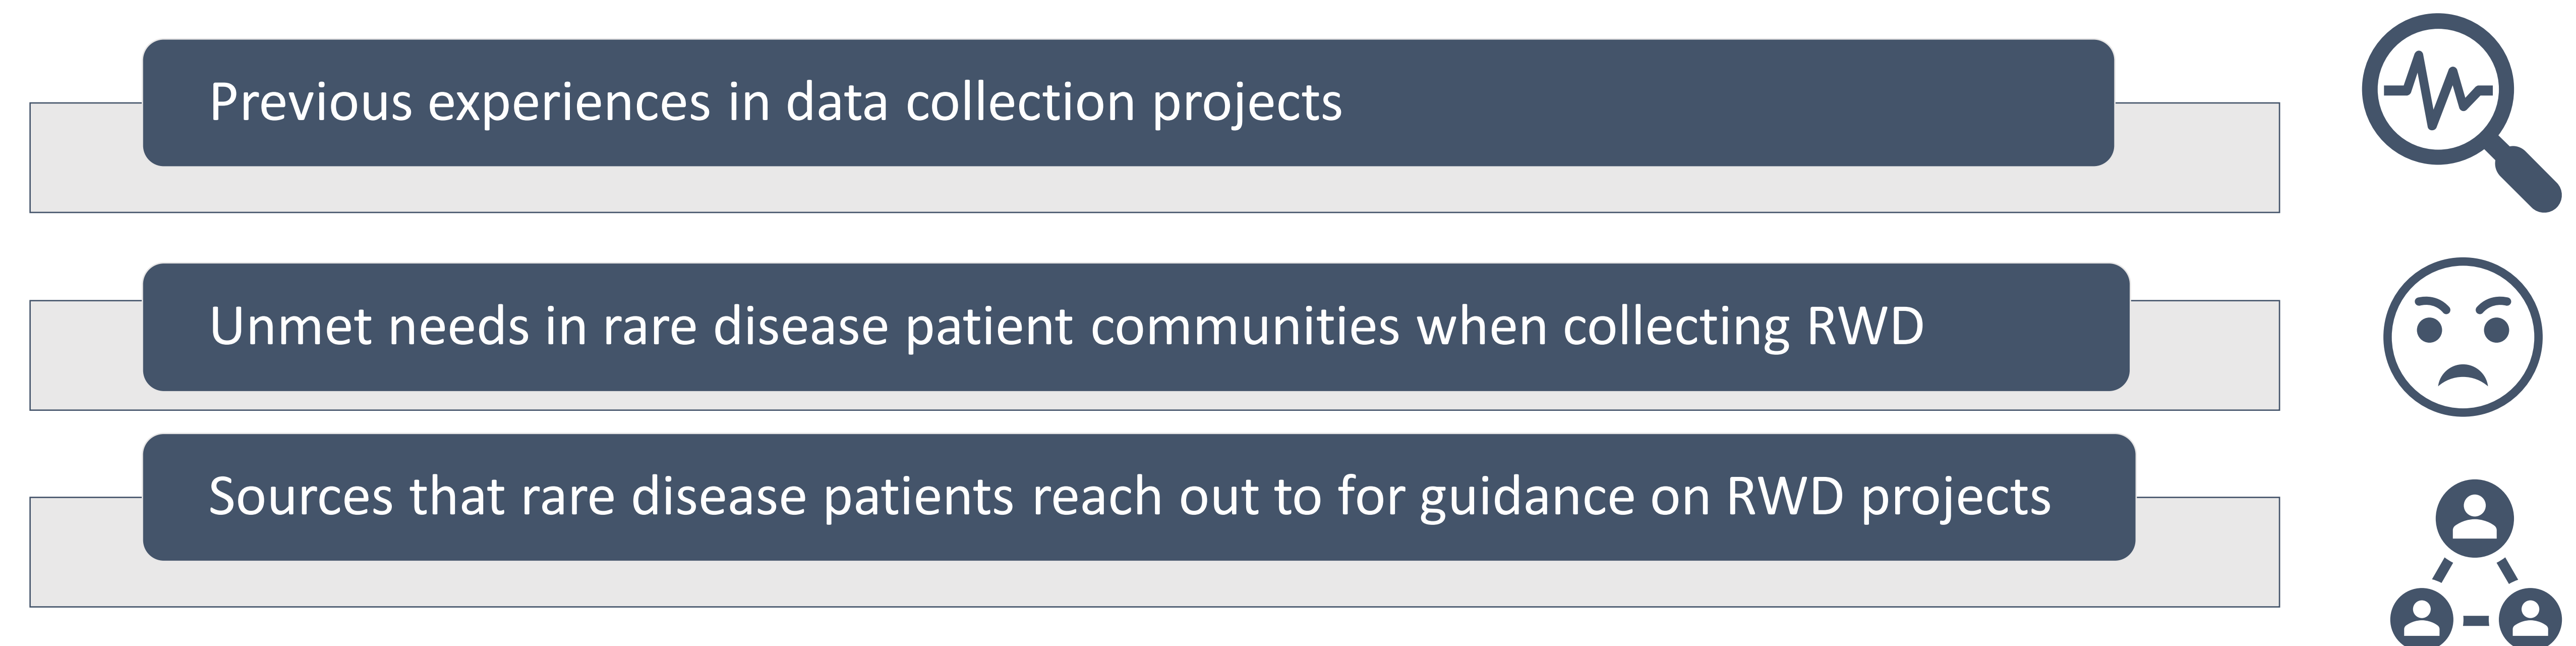 Previous experiences in data collection projects
Unmet needs in rare disease patient communities when collecting RWD
Sources that rare disease patients reach out to for guidance on RWD projects